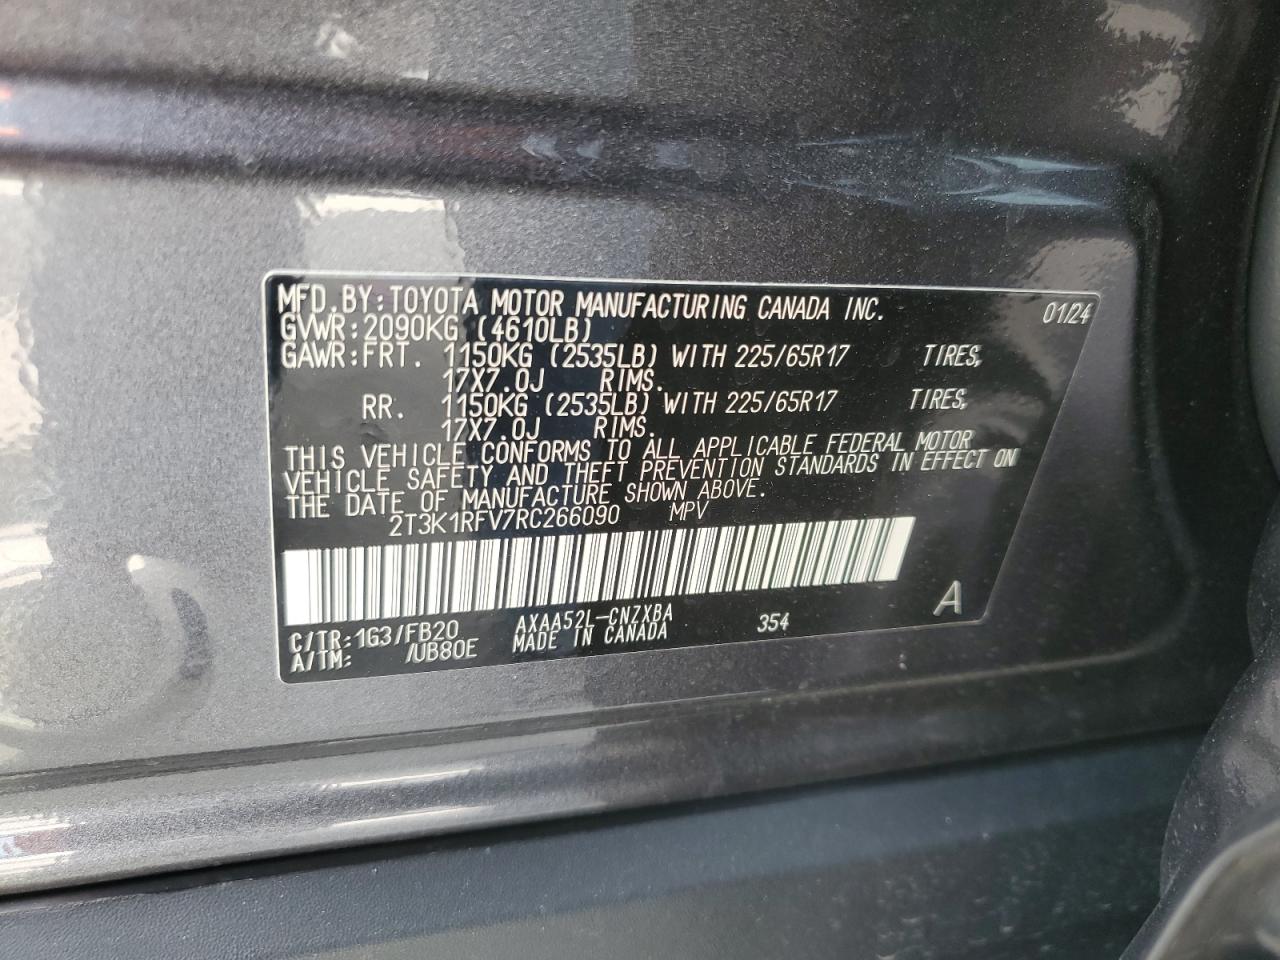 MFD.BY:TOYOTA MOTOR MANUFACTURING CANADA INC. 01/24
GVWR:2090KG (4610LB)
GAWR:FRT. 1150KG (2535LB) WITH 225/65R17 TIRES,
17X7.0J RIMS.
RR. 1150KG (2535LB) WITH 225/65R17 TIRES,
17X7.0J RIMS.
THIS VEHICLE CONFORMS TO ALL APPLICABLE FEDERAL MOTOR
VEHICLE SAFETY AND THEFT PREVENTION STANDARDS IN EFFECT ON
THE DATE OF MANUFACTURE SHOWN ABOVE.
2T3K1RFV7RC266090 MPV
C/TR:1G3/FB20 AXAA52L-CNZXBA 354 A
A/TM: /UB80E MADE IN CANADA